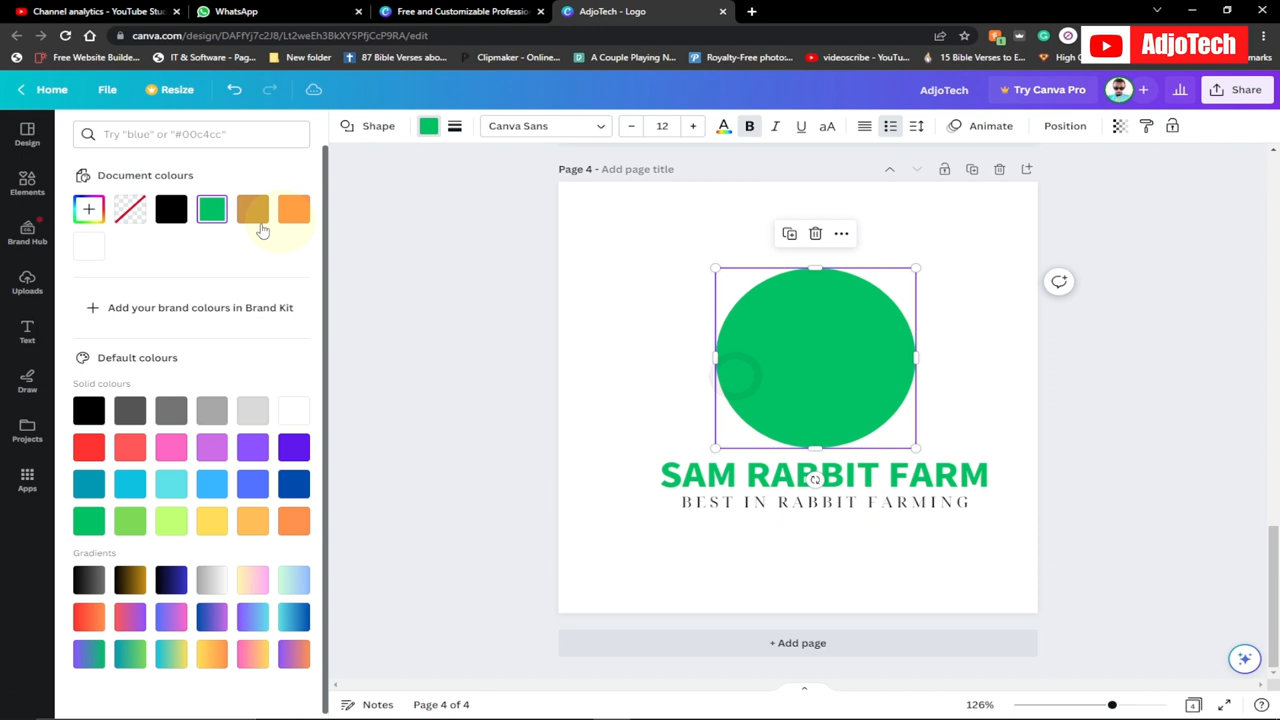 Channel analytics - YouTube Stu
WhatsApp
Free and Customizable Professio
AdjoTech - Logo
canva.com/design/DAFfYj7c2J8/Lt2weEh3BkXY5PfjCcP9RA/edit
AdjoTech
Free Website Builde...
IT & Software - Pag...
New folder
87 Bible Verses abo...
Clipmaker - Online...
A Couple Playing N...
Royalty-Free photo...
videoscribe - YouTu...
15 Bible Verses to D...
Home
File
Resize
AdjoTech
Try Canva Pro
Share
Try "blue" or "#00c4cc"
Shape
Canva Sans
12
B
I
U
aA
Animate
Position
Design
Elements
Brand Hub
Uploads
Text
Draw
Projects
Apps
Document colours
Add your brand colours in Brand Kit
Default colours
Solid colours
Gradients
Page 4 - Add page title
SAM RABBIT FARM
BEST IN RABBIT FARMING
+ Add page
Notes
Page 4 of 4
126%
4